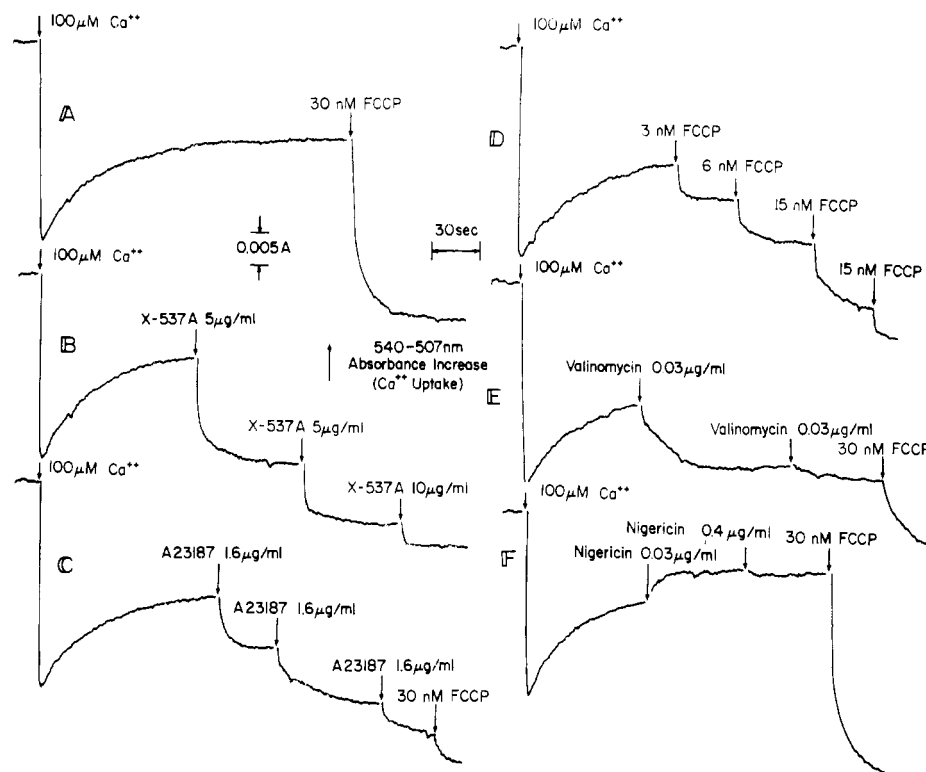 100μM Ca++
A
30 nM FCCP
0.005A
30sec
100μM Ca++
B
X-537A 5μg/ml
540-507nm
Absorbance Increase
(Ca++ Uptake)
X-537A 5μg/ml
X-537A 10μg/ml
100μM Ca++
C
A23187 1.6μg/ml
A23187 1.6μg/ml
A23187 1.6μg/ml
30 nM FCCP
100μM Ca++
D
3 nM FCCP
6 nM FCCP
15 nM FCCP
15 nM FCCP
100μM Ca++
E
Valinomycin 0.03μg/ml
Valinomycin 0.03μg/ml
30 nM FCCP
100μM Ca++
F
Nigericin 0.4μg/ml
Nigericin 0.03μg/ml
30 nM FCCP